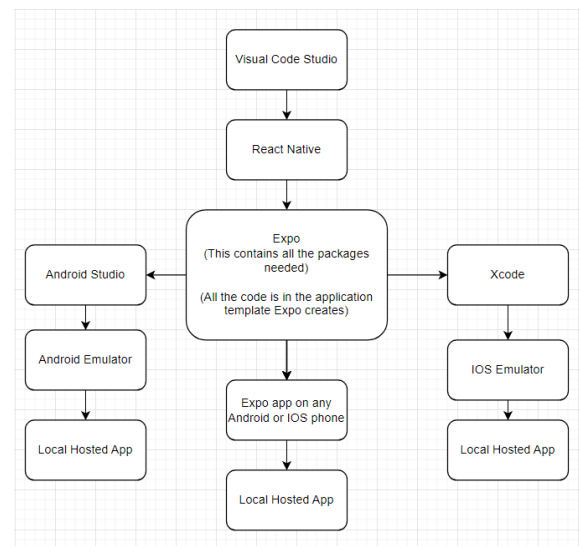 Visual Code Studio
React Native
Expo
(This contains all the packages
needed)
(All the code is in the application
template Expo creates)
Android Studio
Xcode
Android Emulator
IOS Emulator
Expo app on any
Android or IOS phone
Local Hosted App
Local Hosted App
Local Hosted App